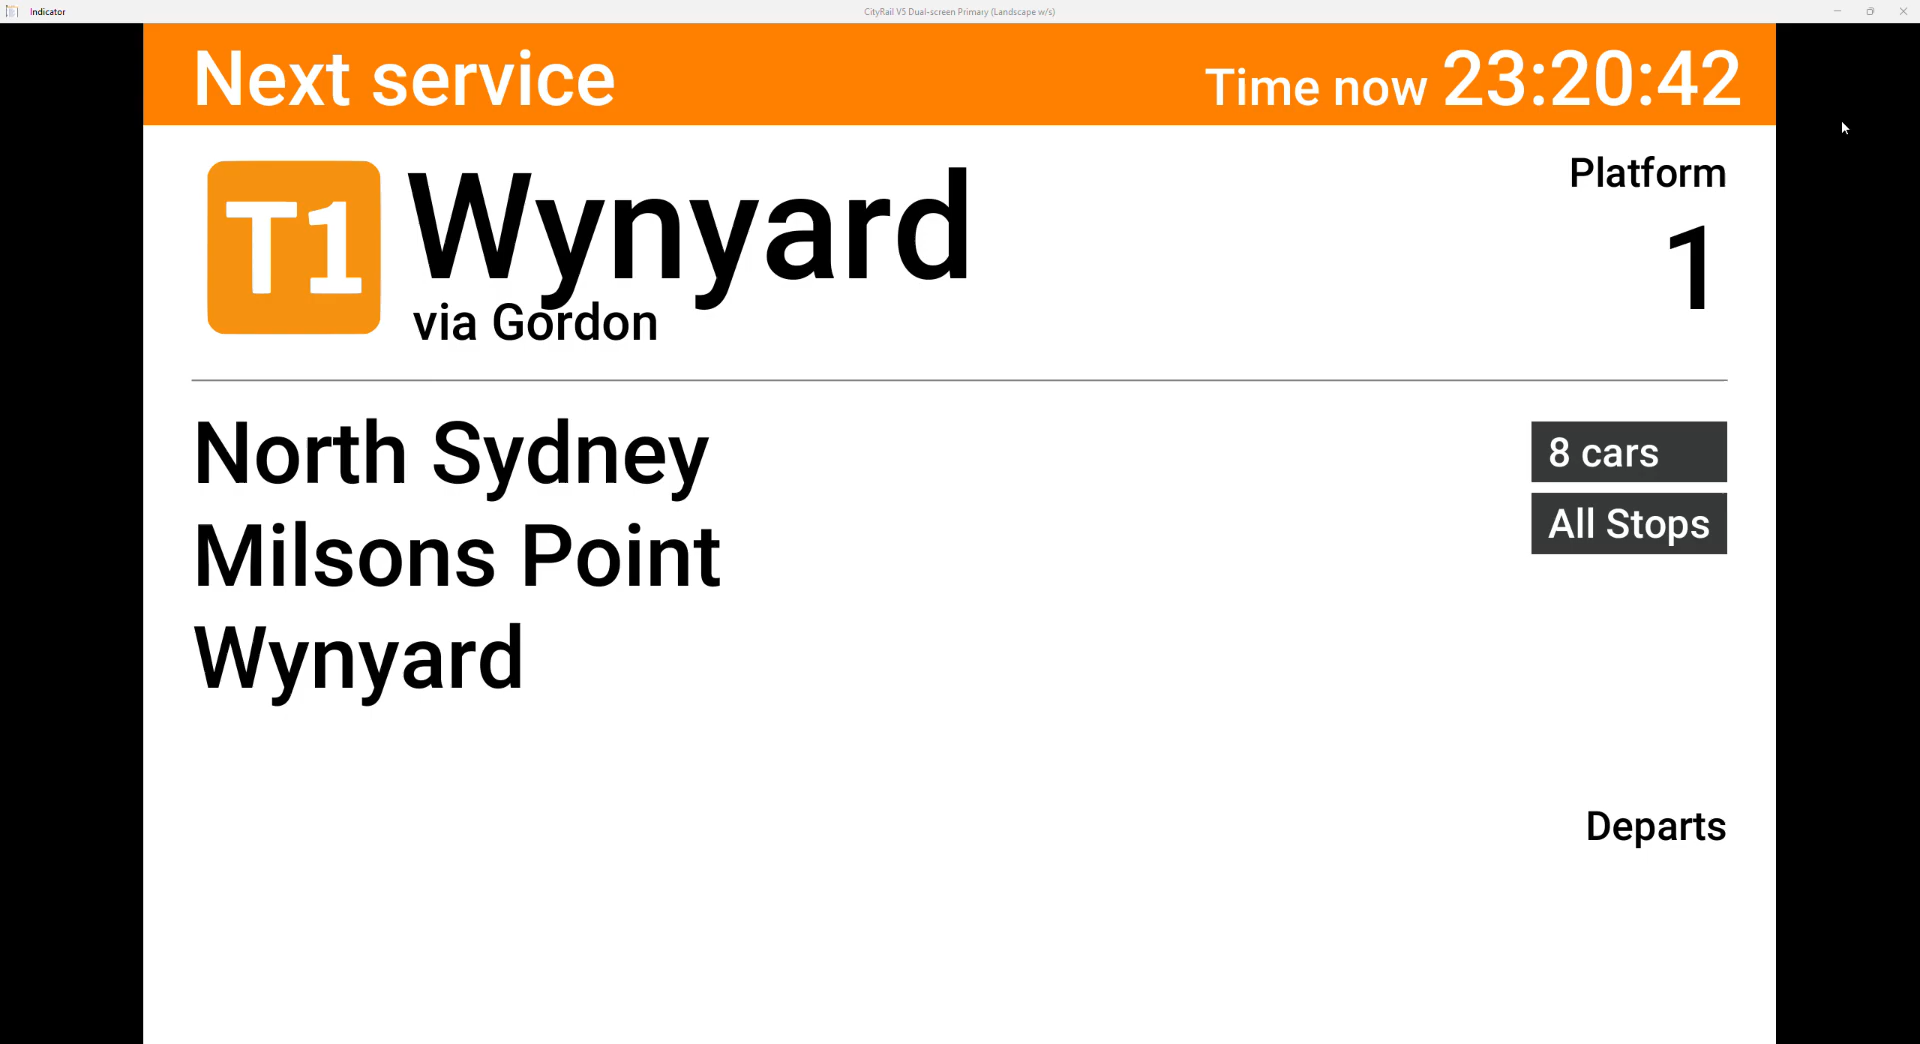 Indicator
CityRail V5 Dual-screen Primary (Landscape w/s)
Next service
Time now 23:20:42
T1
Wynyard
via Gordon
Platform
1
North Sydney
Milsons Point
Wynyard
8 cars
All Stops
Departs